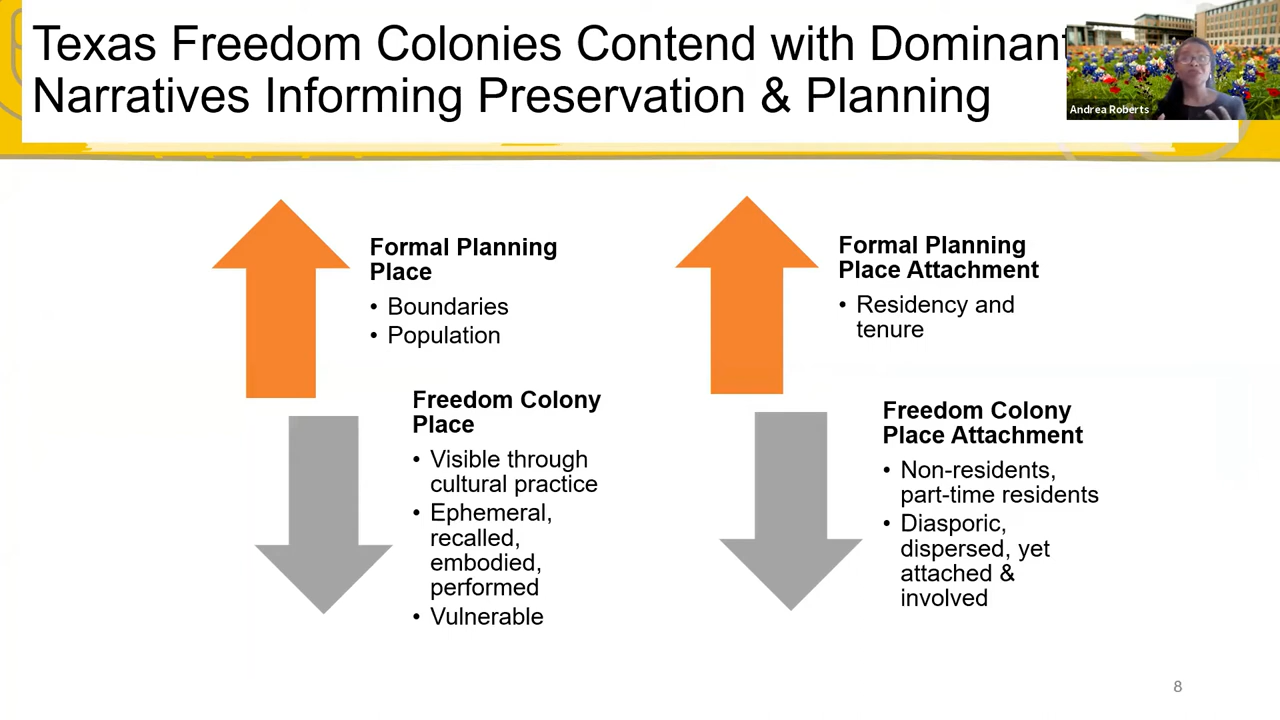 Texas Freedom Colonies Contend with Dominant
Narratives Informing Preservation & Planning
Andrea Roberts
Formal Planning
Place
• Boundaries
• Population
Freedom Colony
Place
• Visible through
cultural practice
• Ephemeral,
recalled,
embodied,
performed
• Vulnerable
Formal Planning
Place Attachment
• Residency and
tenure
Freedom Colony
Place Attachment
• Non-residents,
part-time residents
• Diasporic,
dispersed, yet
attached &
involved
8